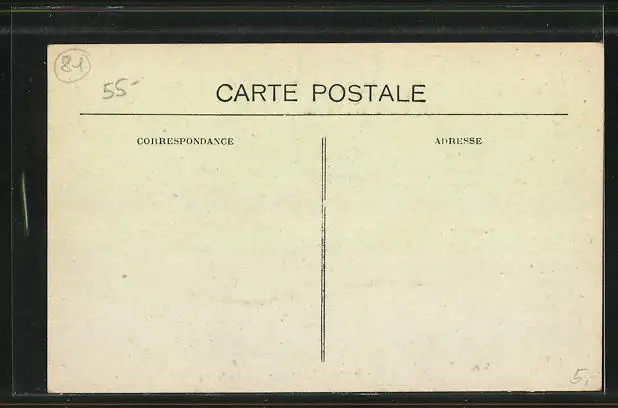 81
55-
CARTE POSTALE
CORRESPONDANCE
ADRESSE
5,